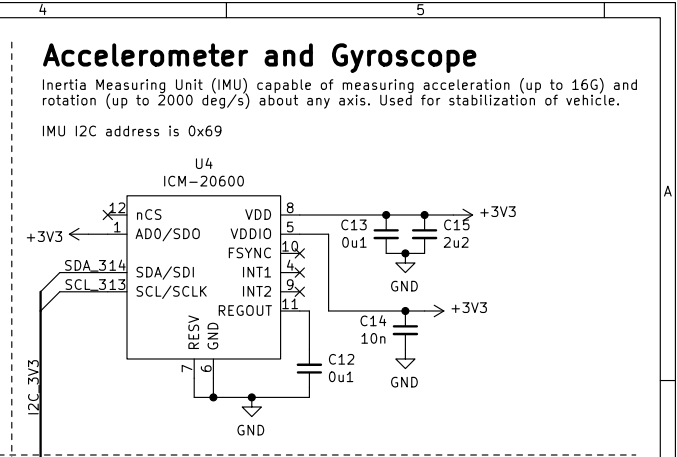 4 5
Accelerometer and Gyroscope
Inertia Measuring Unit (IMU) capable of measuring acceleration (up to 16G) and
rotation (up to 2000 deg/s) about any axis. Used for stabilization of vehicle.
IMU I2C address is 0x69
A
U4
ICM-20600
12 nCS VDD 8 +3V3
+3V3 1 AD0/SDO VDDIO 5 C13 C15
FSYNC 10 0u1 2u2
SDA_3 14 SDA/SDI INT1 4
SCL_3 13 SCL/SCLK INT2 9 GND
REGOUT 11 +3V3
RESV GND C14
10n
7 6 C12
0u1 GND
I2C_3V3
GND